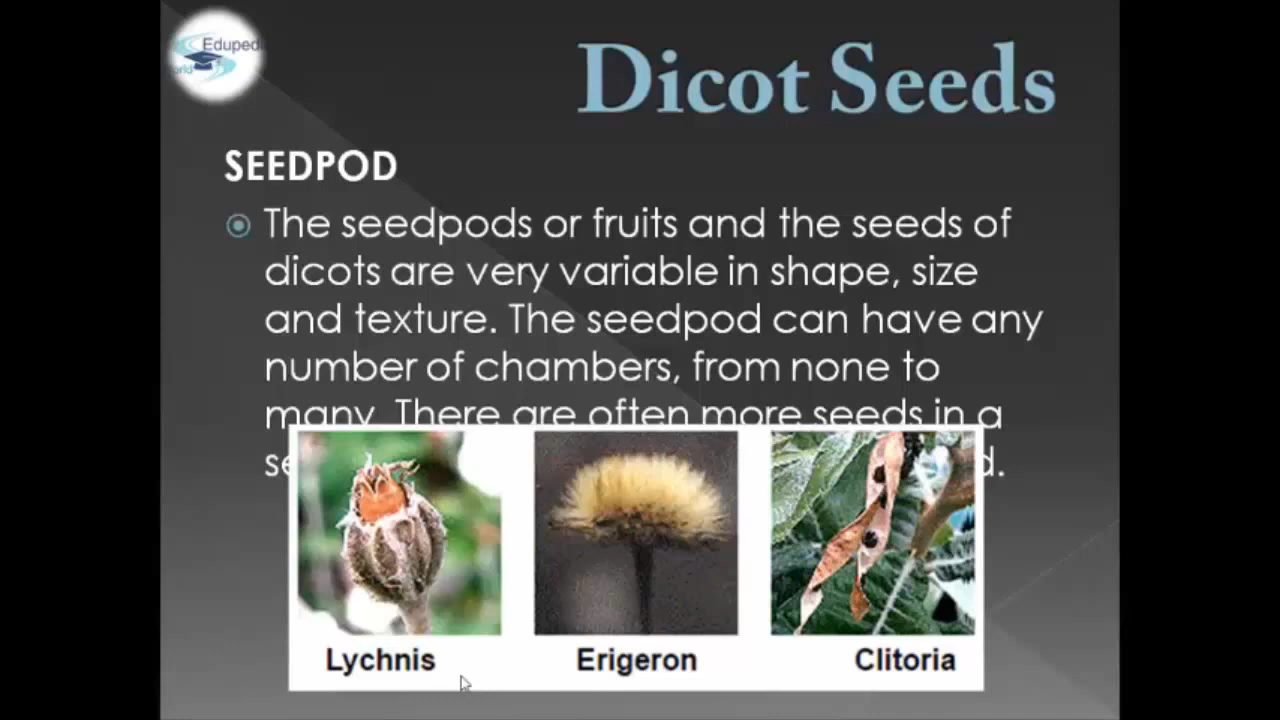 Edupedi
orld
Dicot Seeds
SEEDPOD
The seedpods or fruits and the seeds of
dicots are very variable in shape, size
and texture. The seedpod can have any
number of chambers, from none to
many. There are often more seeds in a
Lychnis Erigeron Clitoria